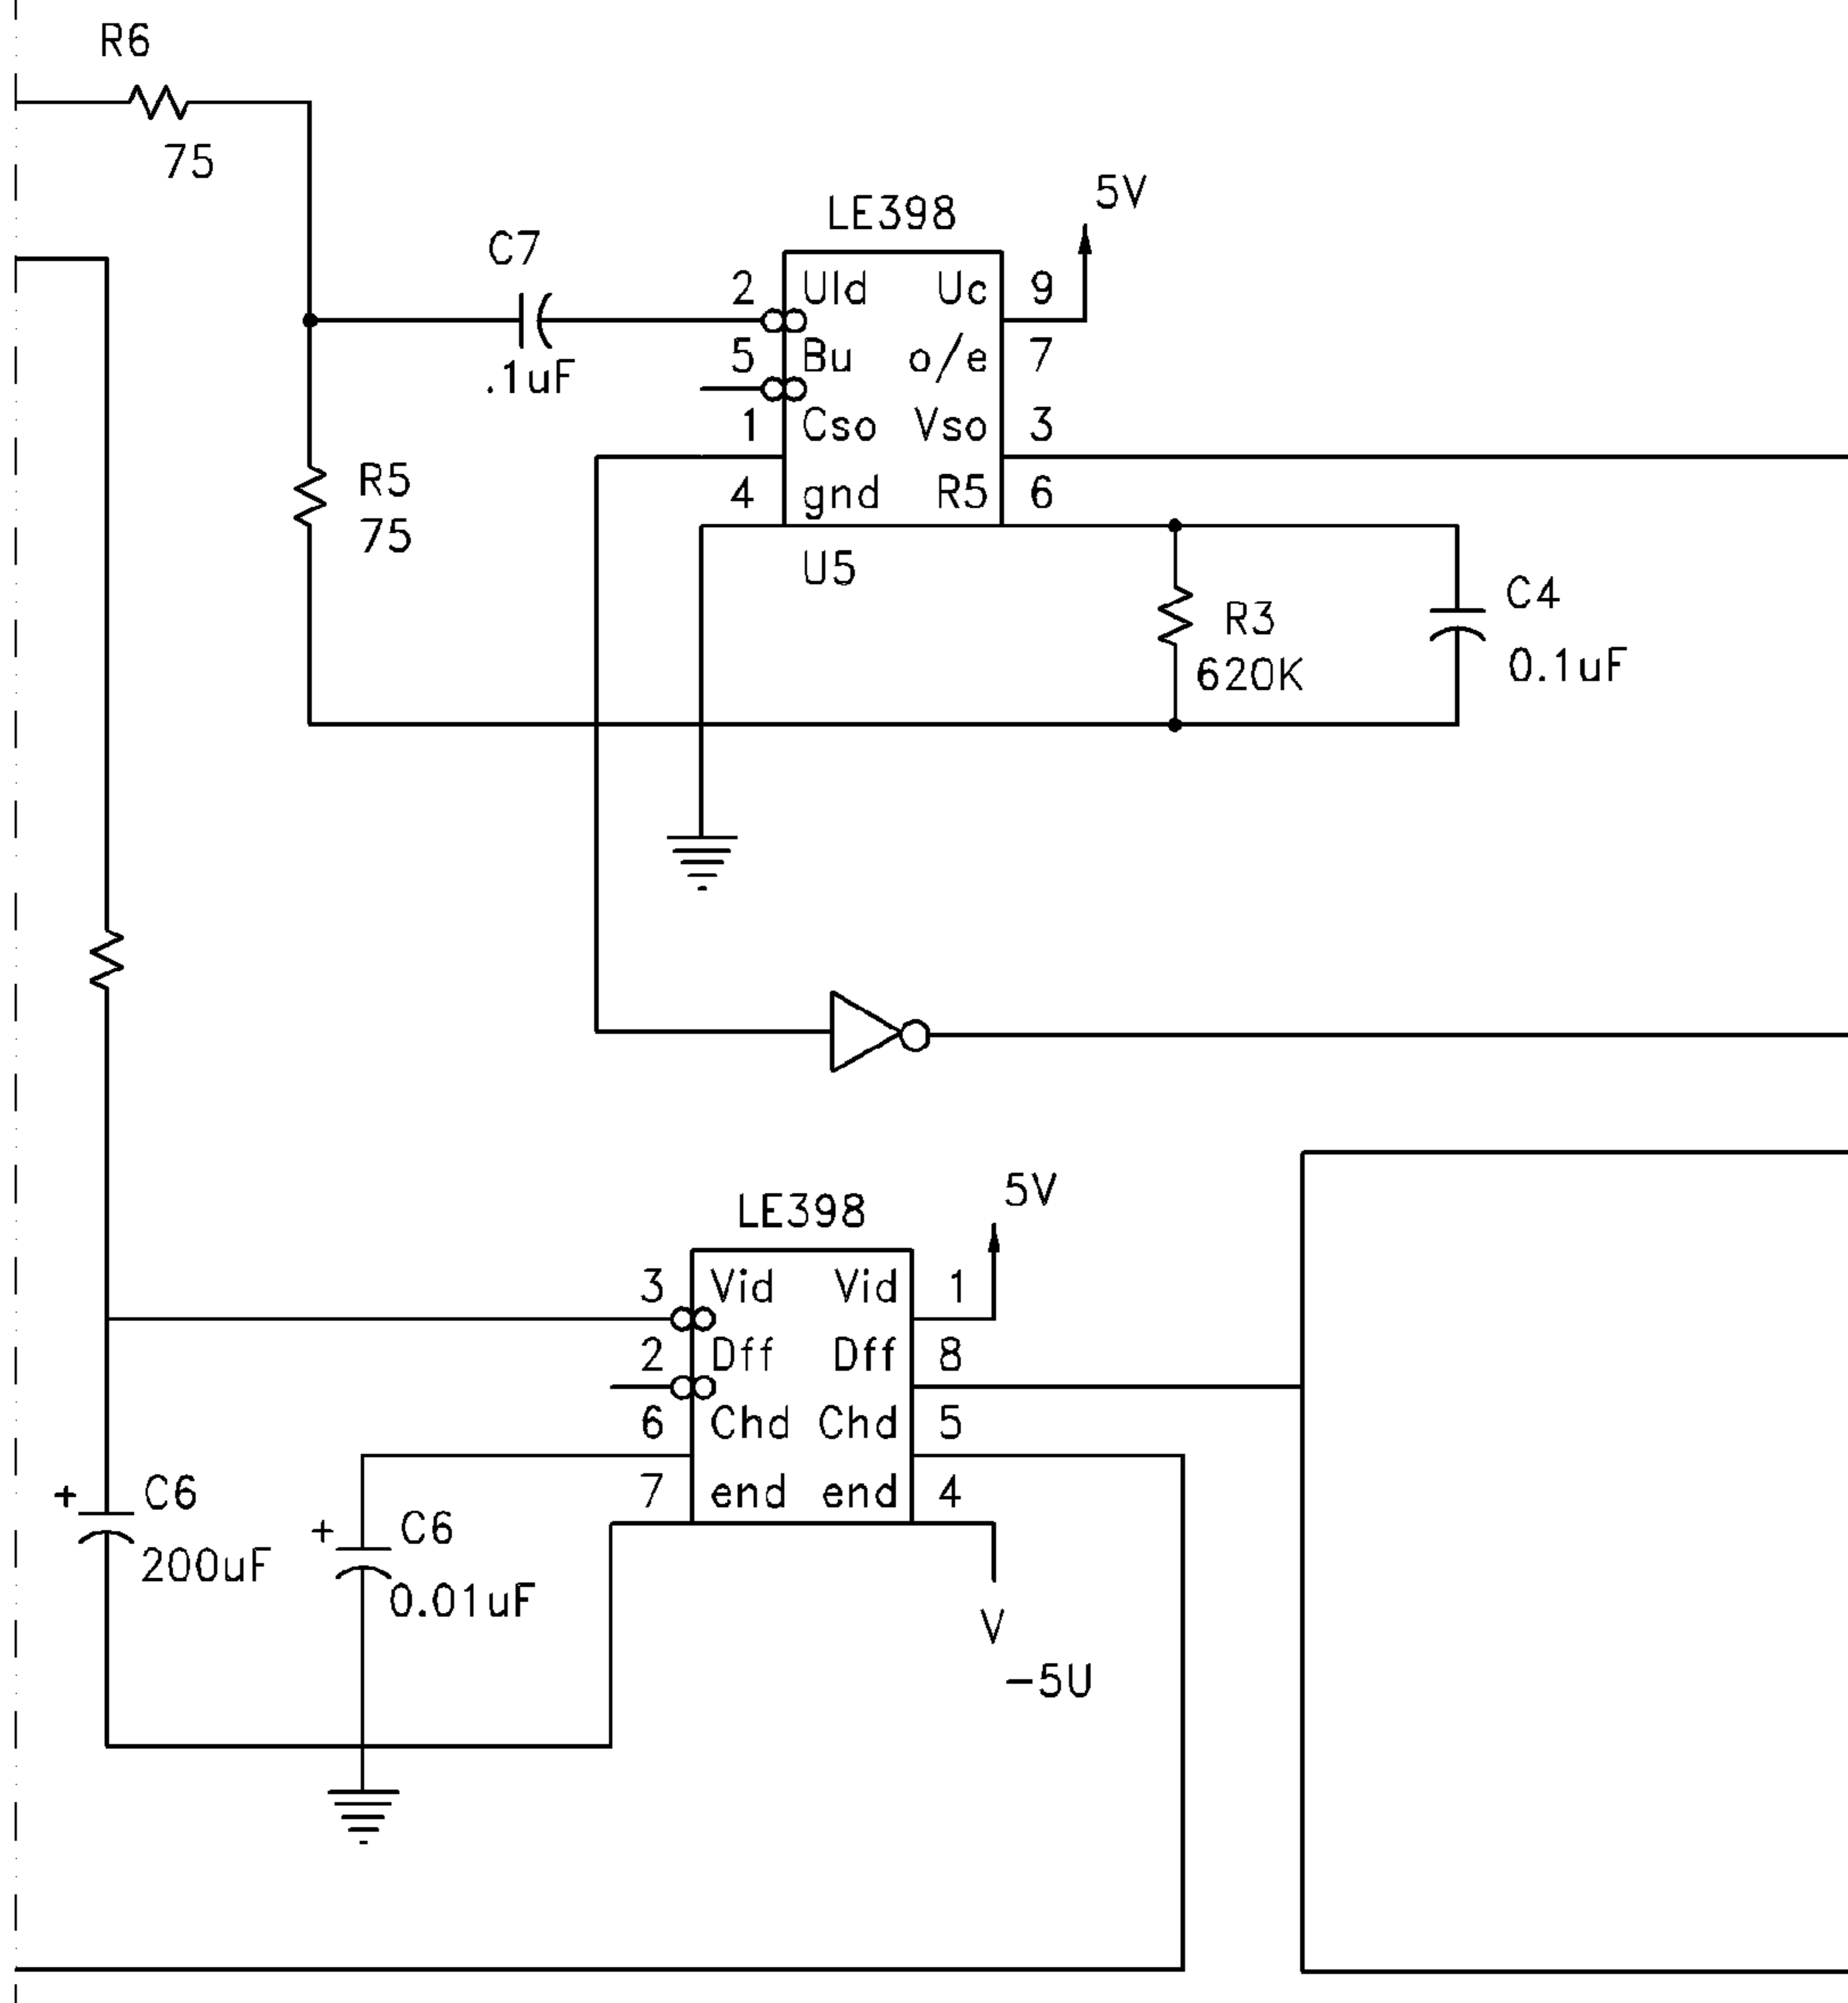 R6
75
5V
LE398
C7
.1uF
2 Uld Uc 9
5 Bu o/e 7
1 Cso Vso 3
4 gnd R5 6
U5
R5
75
R3
620K
C4
0.1uF
5V
LE398
3 Vid Vid 1
2 Dff Dff 8
6 Chd Chd 5
7 end end 4
+ C6
200uF
+ C6
0.01uF
V
-5U